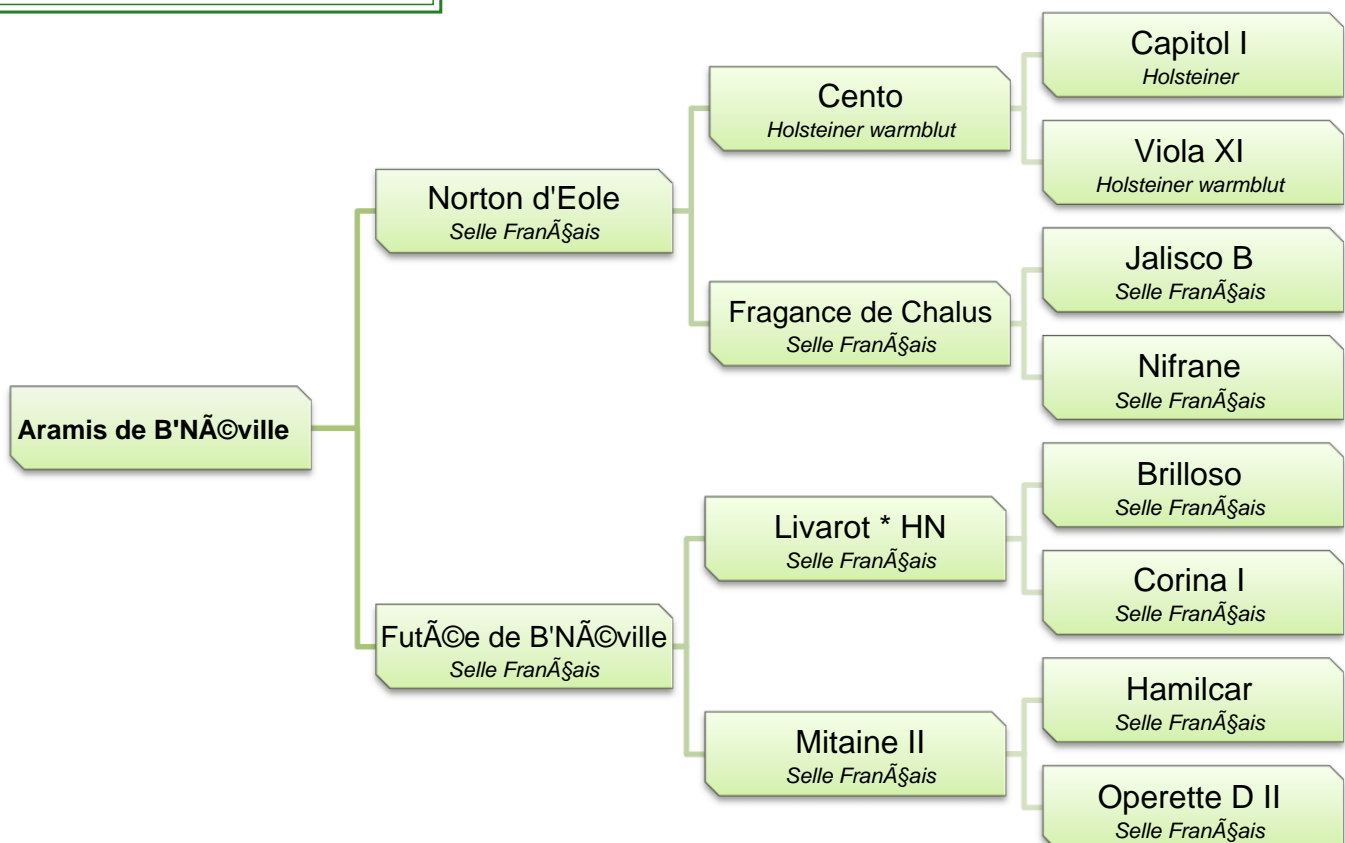 Capitol I
Holsteiner
Cento
Holsteiner warmblut
Viola XI
Holsteiner warmblut
Norton d'Eole
Selle FranÃ§ais
Jalisco B
Selle FranÃ§ais
Fragance de Chalus
Selle FranÃ§ais
Nifrane
Selle FranÃ§ais
Aramis de B'NÃ©ville
Brilloso
Selle FranÃ§ais
Livarot * HN
Selle FranÃ§ais
Corina I
Selle FranÃ§ais
FutÃ©e de B'NÃ©ville
Selle FranÃ§ais
Hamilcar
Selle FranÃ§ais
Mitaine II
Selle FranÃ§ais
Operette D II
Selle FranÃ§ais